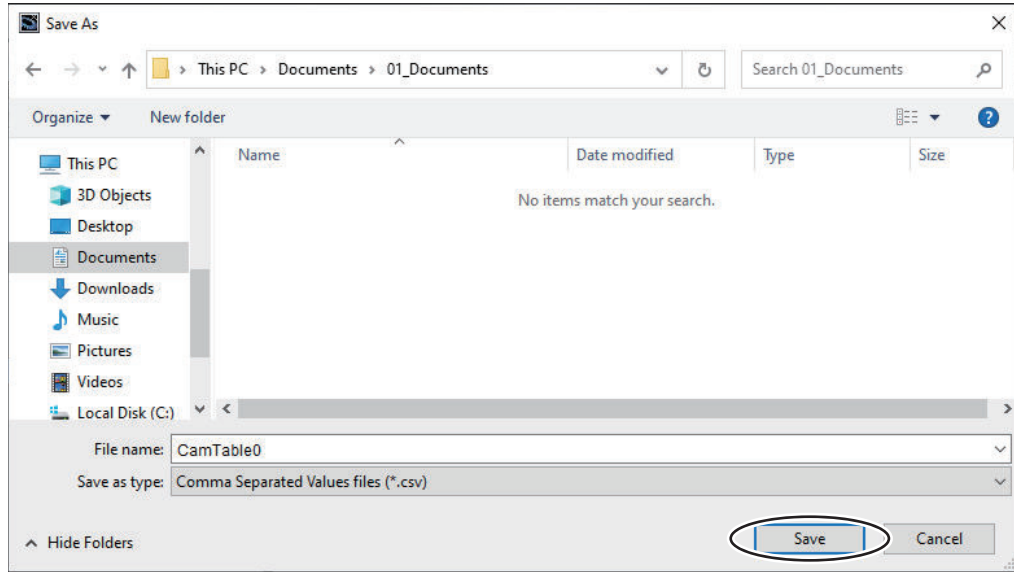 Save As
This PC > Documents > 01_Documents
Search 01_Documents
Organize
New folder
This PC
3D Objects
Desktop
Documents
Downloads
Music
Pictures
Videos
Local Disk (C:)
Name Date modified Type Size
No items match your search.
File name: CamTable0
Save as type: Comma Separated Values files (*.csv)
Hide Folders
Save
Cancel